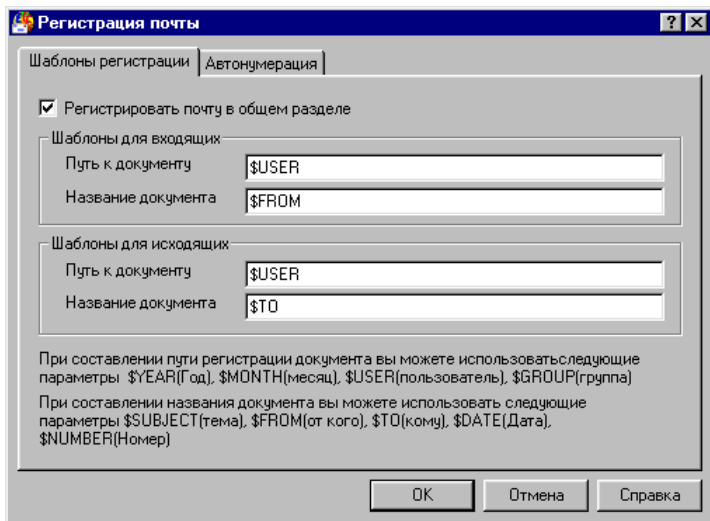 Регистрация почты
Шаблоны регистрации Автонумерация
Регистрировать почту в общем разделе
Шаблоны для входящих
Путь к документу $USER
Название документа $FROM
Шаблоны для исходящих
Путь к документу $USER
Название документа $TO
При составлении пути регистрации документа вы можете использоватьследующие
параметры $YEAR(Год), $MONTH(месяц), $USER(пользователь), $GROUP(группа)
При составлении названия документа вы можете использовать следующие
параметры $SUBJECT(тема), $FROM(от кого), $TO(кому), $DATE(Дата),
$NUMBER(Номер)
OK Отмена Справка